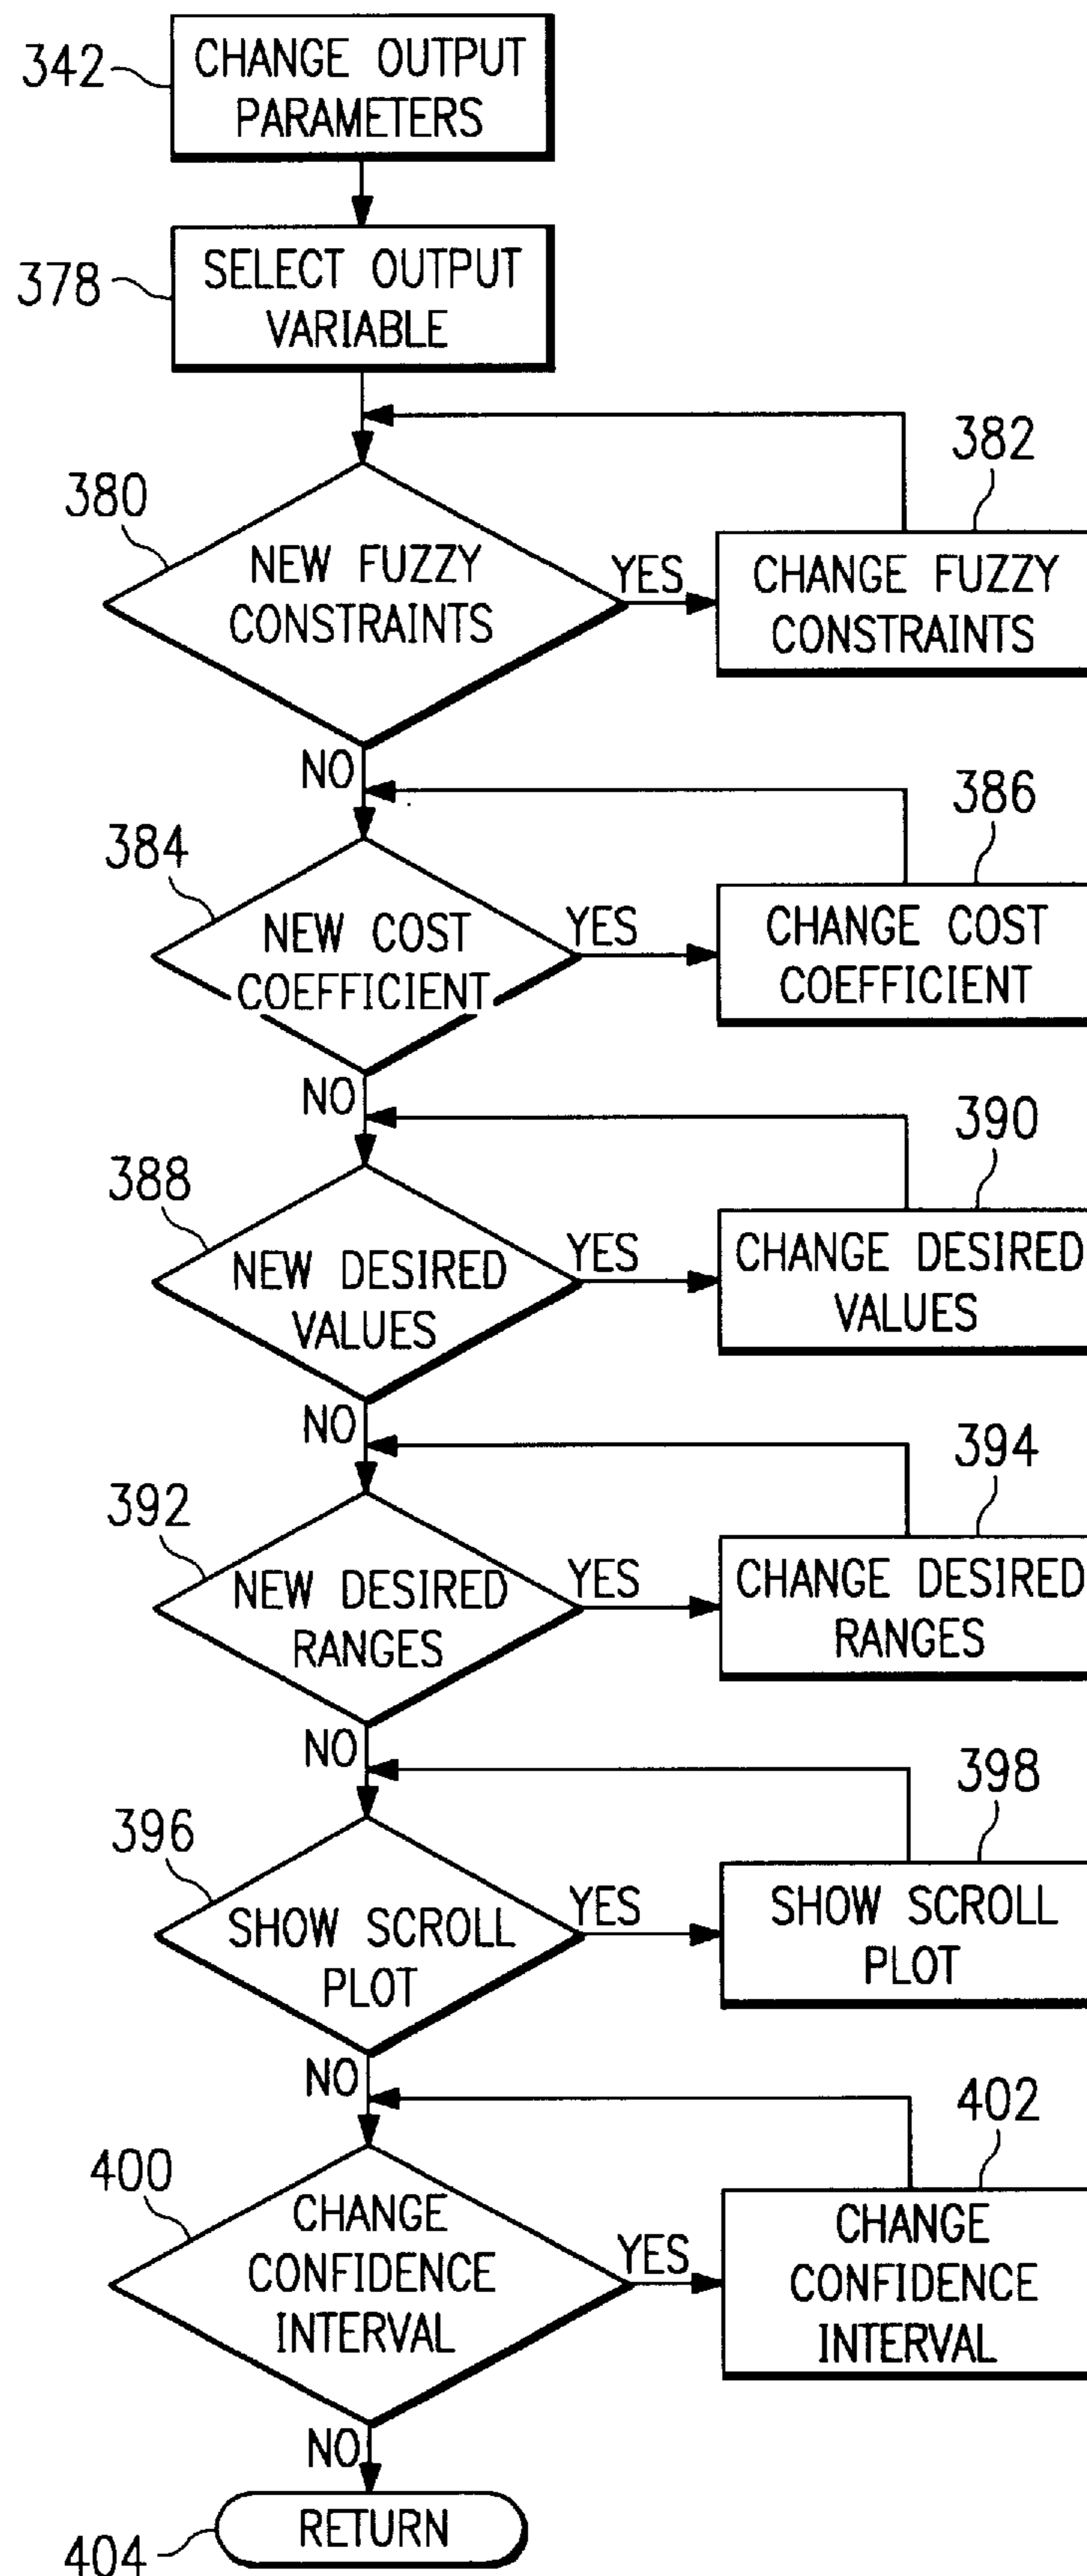 342
CHANGE OUTPUT
PARAMETERS
378
SELECT OUTPUT
VARIABLE
380
NEW FUZZY
CONSTRAINTS
YES
382
CHANGE FUZZY
CONSTRAINTS
NO
384
NEW COST
COEFFICIENT
YES
386
CHANGE COST
COEFFICIENT
NO
388
NEW DESIRED
VALUES
YES
390
CHANGE DESIRED
VALUES
NO
392
NEW DESIRED
RANGES
YES
394
CHANGE DESIRED
RANGES
NO
396
SHOW SCROLL
PLOT
YES
398
SHOW SCROLL
PLOT
NO
400
CHANGE
CONFIDENCE
INTERVAL
YES
402
CHANGE
CONFIDENCE
INTERVAL
NO
RETURN
404